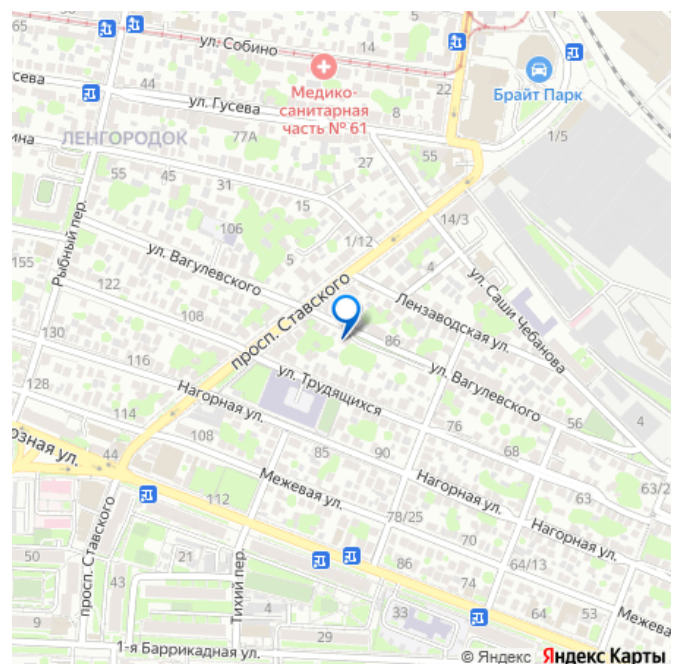 65
ул. Собино
14
Медико-
санитарная
часть № 61
Брайт Парк
44
ул. Гусева
22
8
77А
1/5
ЛЕНГОРОДОК
27
55
55
45
31
15
14/3
Рыбный пер.
106
ул. Вагулевского
5
1/12
4
ул. Саши Чебанова
155
122
108
просп. Ставского
Лензаводская ул.
130
116
86
ул. Вагулевского
128
114
Нагорная ул.
ул. Трудящихся
76
56
4
108
85
90
68
44
Межевая ул.
Нагорная ул.
63
63/2
112
78/25
Нагорная ул.
просп. Ставского
50
21
70
86
64/13
43
Тихий пер.
74
9
4
33
64
53
29
1-я Баррикадная ул.
© Яндекс Яндекс Карты